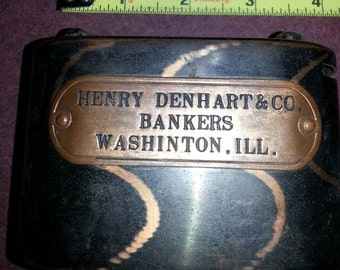 1 2 3 4
HENRY DENHART & CO.
BANKERS
WASHINTON, ILL.